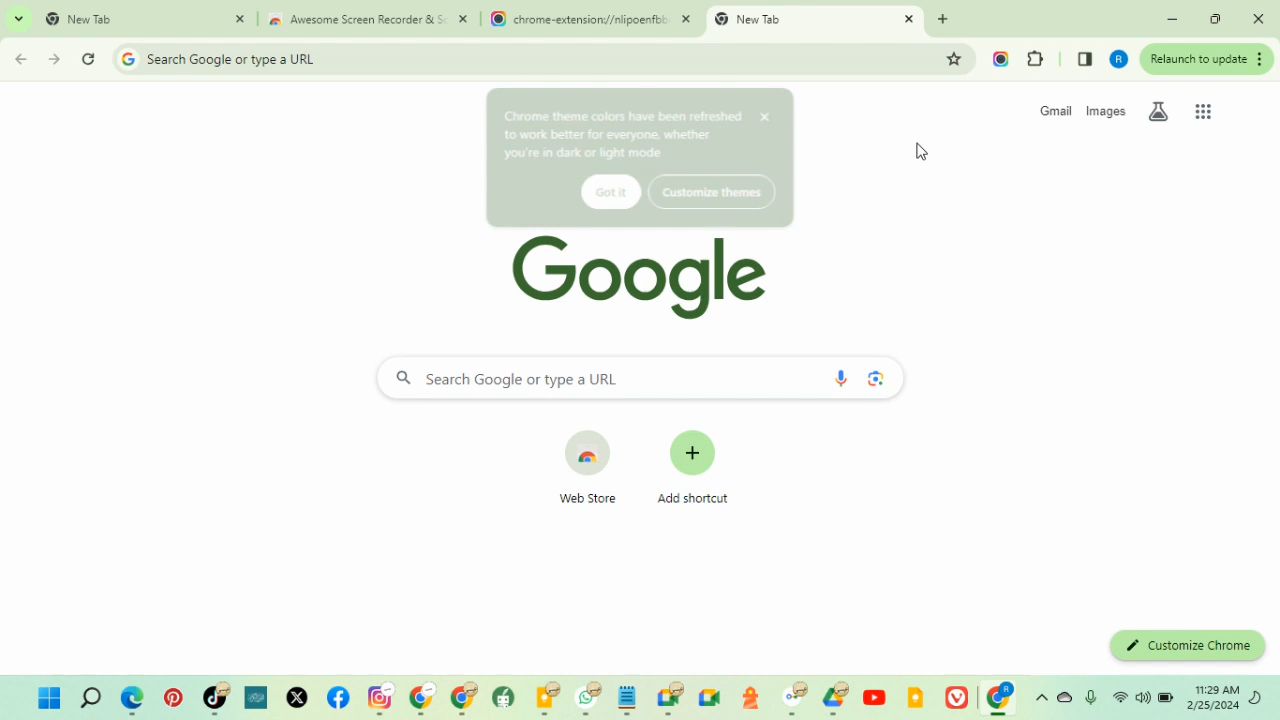 New Tab
Awesome Screen Recorder & Sc
chrome-extension://nlipoenfbb
New Tab
Search Google or type a URL
R
Relaunch to update
Chrome theme colors have been refreshed
to work better for everyone, whether
you're in dark or light mode
Got it
Customize themes
Gmail
Images
Google
Search Google or type a URL
Web Store
Add shortcut
Customize Chrome
R
11:29 AM
2/25/2024